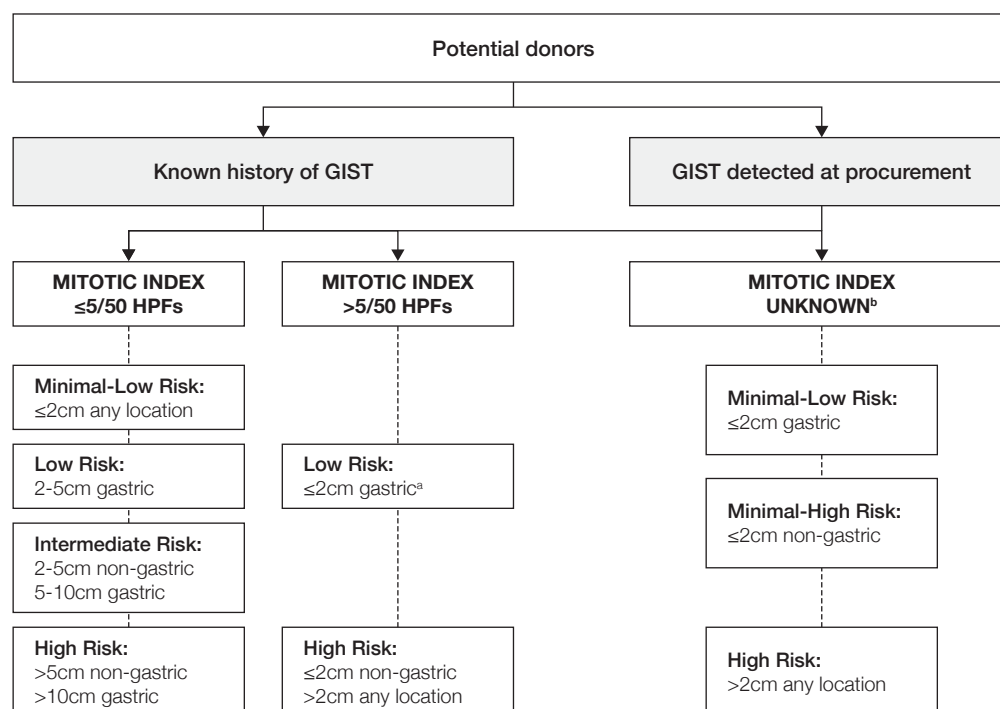 Potential donors
Known history of GIST
GIST detected at procurement
MITOTIC INDEX
≤5/50 HPFs
MITOTIC INDEX
>5/50 HPFs
MITOTIC INDEX
UNKNOWNᵇ
Minimal-Low Risk:
≤2cm any location
Low Risk:
2-5cm gastric
Intermediate Risk:
2-5cm non-gastric
5-10cm gastric
High Risk:
>5cm non-gastric
>10cm gastric
Low Risk:
≤2cm gastricᵃ
High Risk:
≤2cm non-gastric
>2cm any location
Minimal-Low Risk:
≤2cm gastric
Minimal-High Risk:
≤2cm non-gastric
High Risk:
>2cm any location